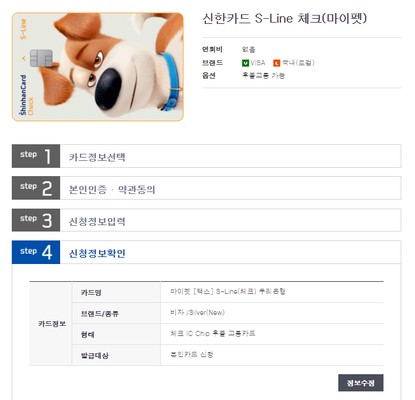 S-Line
ShinhanCard
Check
신한카드 S-Line 체크(마이펫)
연회비 없음
브랜드 V VISA L 국내(로컬)
옵션 후불교통 가능
step 1 카드정보선택
step 2 본인인증 · 약관동의
step 3 신청정보입력
step 4 신청정보확인
카드정보
카드명 마이펫 [맥스] S-Line(체크)
브랜드/종류 비자 /Silver(New)
형태 체크 IC Chip 후불 교통카드
발급대상 본인카드 신청
정보수정